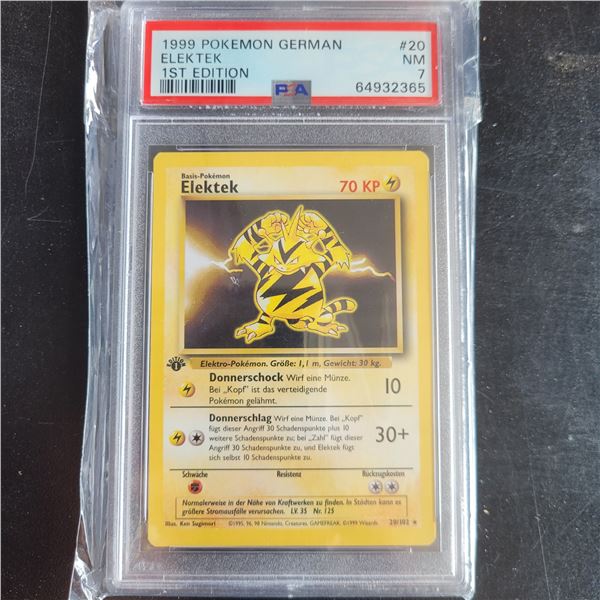 1999 POKEMON GERMAN #20
ELEKTEK NM
1ST EDITION 7
PSA 64932365
Basis-Pokémon
Elektek 70 KP
EDITION 1
Elektro-Pokémon. Größe: 1,1 m, Gewicht: 30 kg.
Donnerschock Wirf eine Münze.
Bei „Kopf" ist das verteidigende 10
Pokémon gelähmt.
Donnerschlag Wirf eine Münze. Bei „Kopf"
fügt dieser Angriff 30 Schadenspunkte plus 10
weitere Schadenspunkte zu; bei „Zahl" fügt dieser 30+
Angriff 30 Schadenspunkte zu, und Elektek fügt
sich selbst 10 Schadenspunkte zu.
Schwäche Resistenz Rückzugskosten
Normalerweise in der Nähe von Kraftwerken zu finden. In Städten kann es
größere Stromausfälle verursachen. LV. 35 Nr. 125
Illus. Ken Sugimori ©1995, 96, 98 Nintendo, Creatures, GAMEFREAK. ©1999 Wizards. 20/102 ★